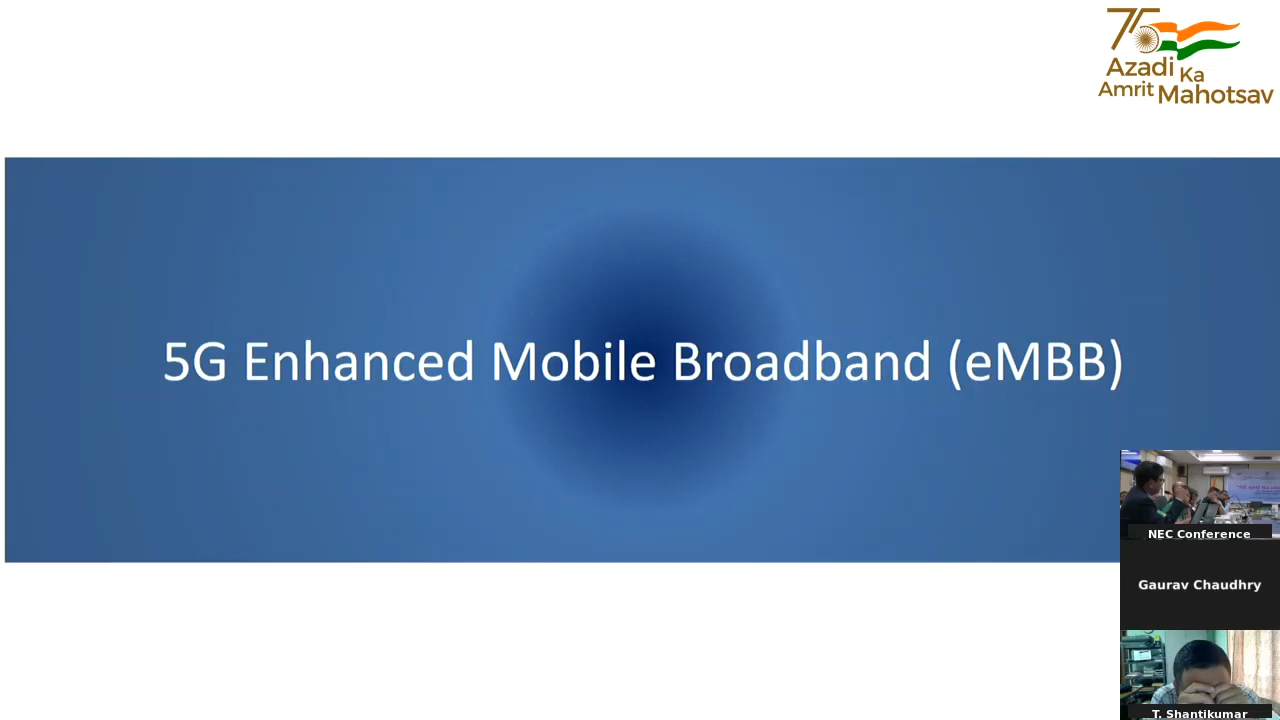 75
Azadi Ka
Amrit Mahotsav
5G Enhanced Mobile Broadband (eMBB)
NEC Conference
Gaurav Chaudhry
T. Shantikumar